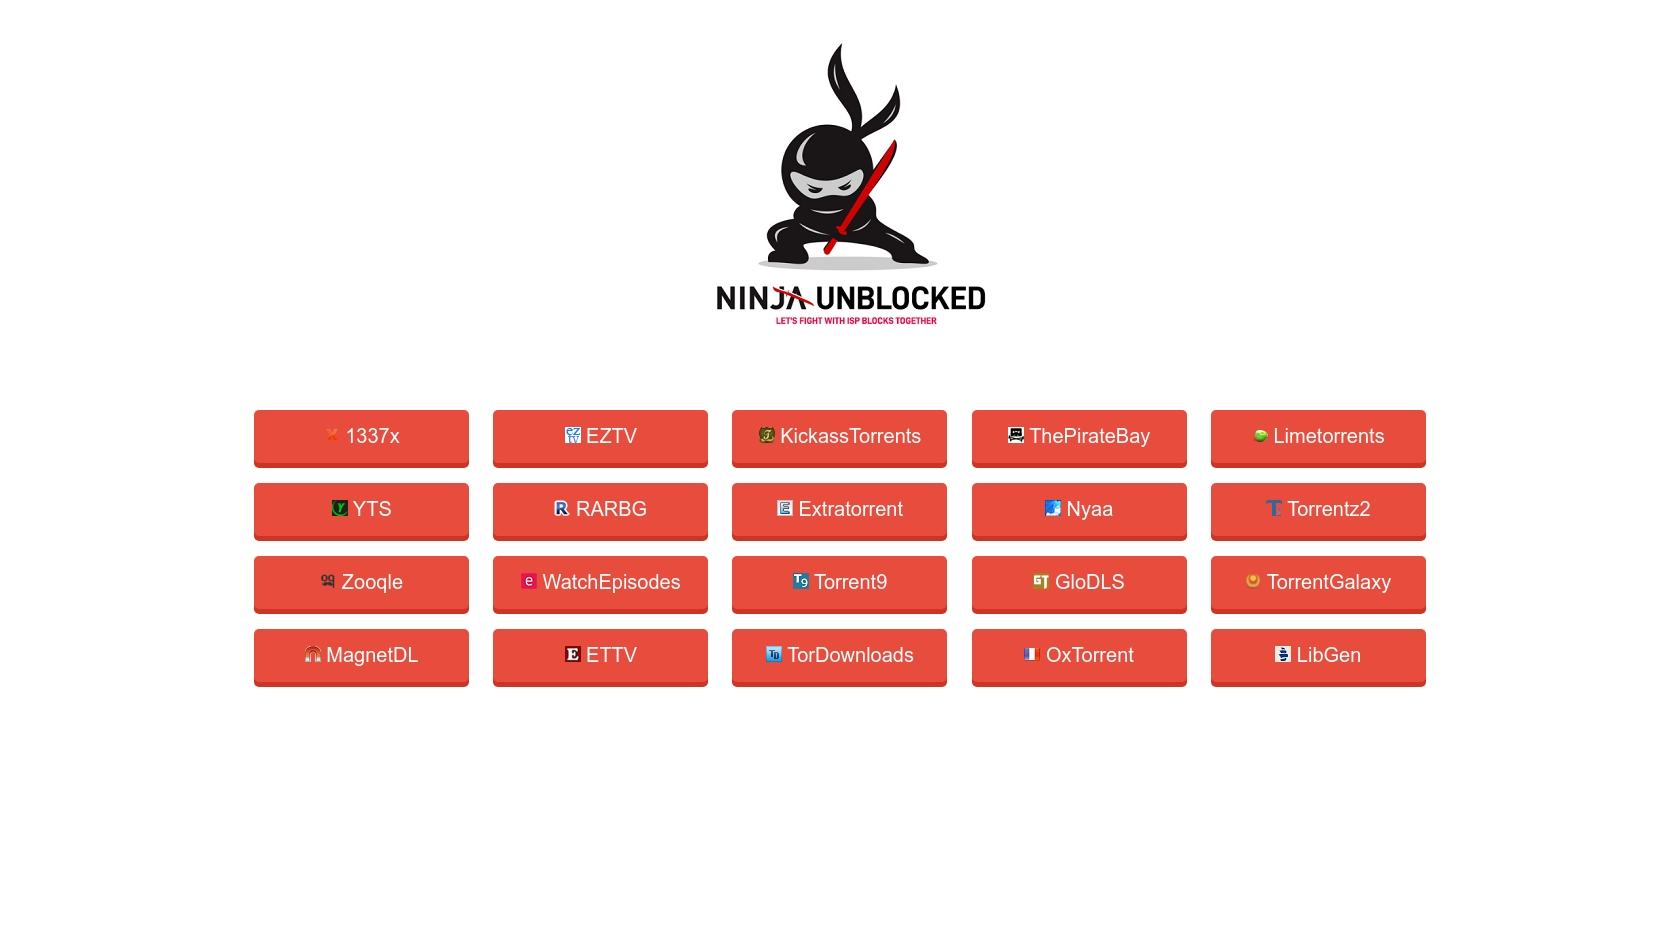 NINJA UNBLOCKED
LET'S FIGHT WITH ISP BLOCKS TOGETHER
1337x
EZTV
KickassTorrents
ThePirateBay
Limetorrents
YTS
RARBG
Extratorrent
Nyaa
Torrentz2
Zooqle
WatchEpisodes
Torrent9
GloDLS
TorrentGalaxy
MagnetDL
ETTV
TorDownloads
OxTorrent
LibGen